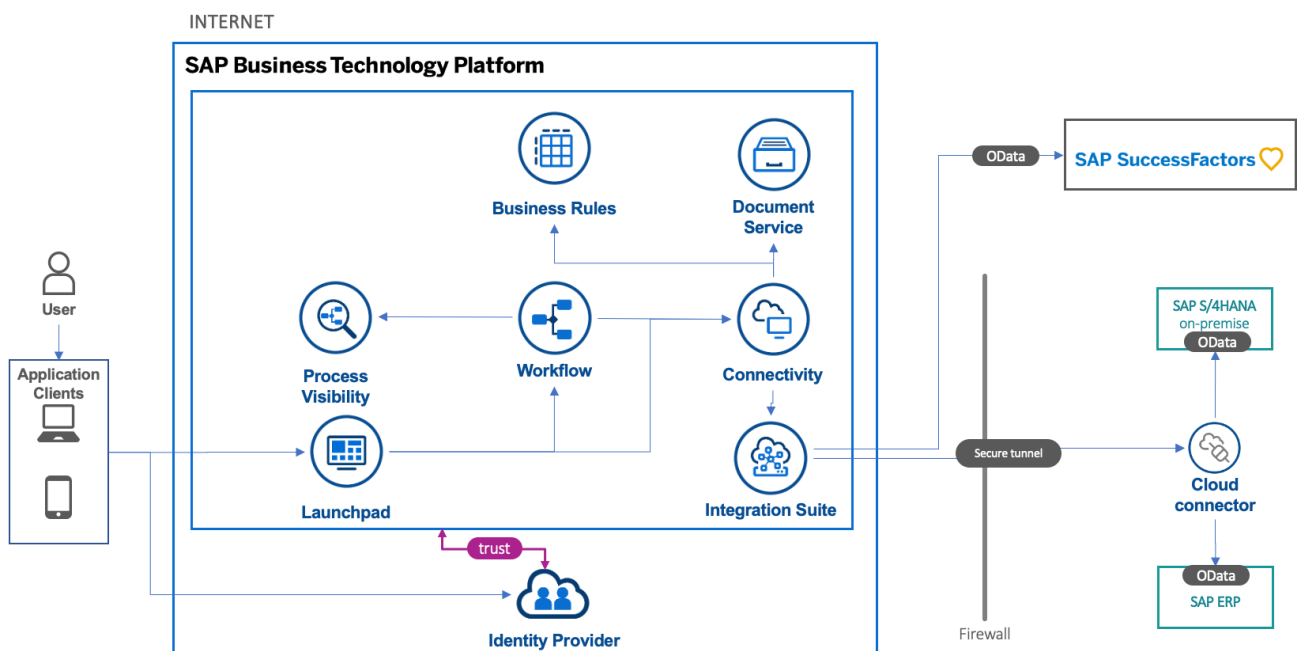 INTERNET
SAP Business Technology Platform
Business Rules
Document
Service
OData
SAP SuccessFactors
User
Application
Clients
Process
Visibility
Workflow
Connectivity
SAP S/4HANA
on-premise
OData
Launchpad
Integration Suite
Secure tunnel
Cloud
connector
trust
Identity Provider
Firewall
OData
SAP ERP